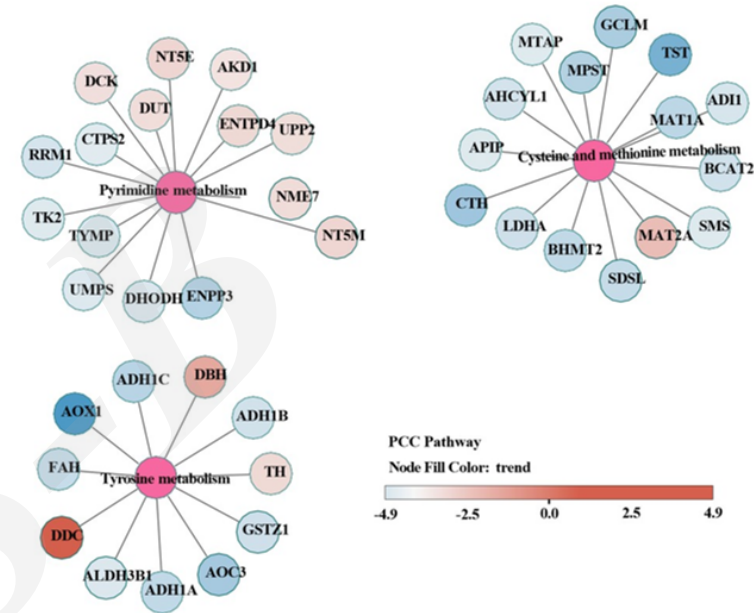 NT5E
AKD1
DCK
DUT
ENTPD4
UPP2
CTPS2
RRM1
Pyrimidine metabolism
NME7
TK2
TYMP
NT5M
UMPS
DHODH
ENPP3
GCLM
MTAP
TST
MPST
AHCYL1
ADI1
MAT1A
APIP
Cysteine and methionine metabolism
BCAT2
CTH
LDHA
MAT2A
SMS
BHMT2
SDSL
ADH1C
DBH
AOX1
ADH1B
FAH
Tyrosine metabolism
TH
DDC
GSTZ1
ALDH3B1
AOC3
ADH1A
PCC Pathway
Node Fill Color: trend
-4.9 -2.5 0.0 2.5 4.9